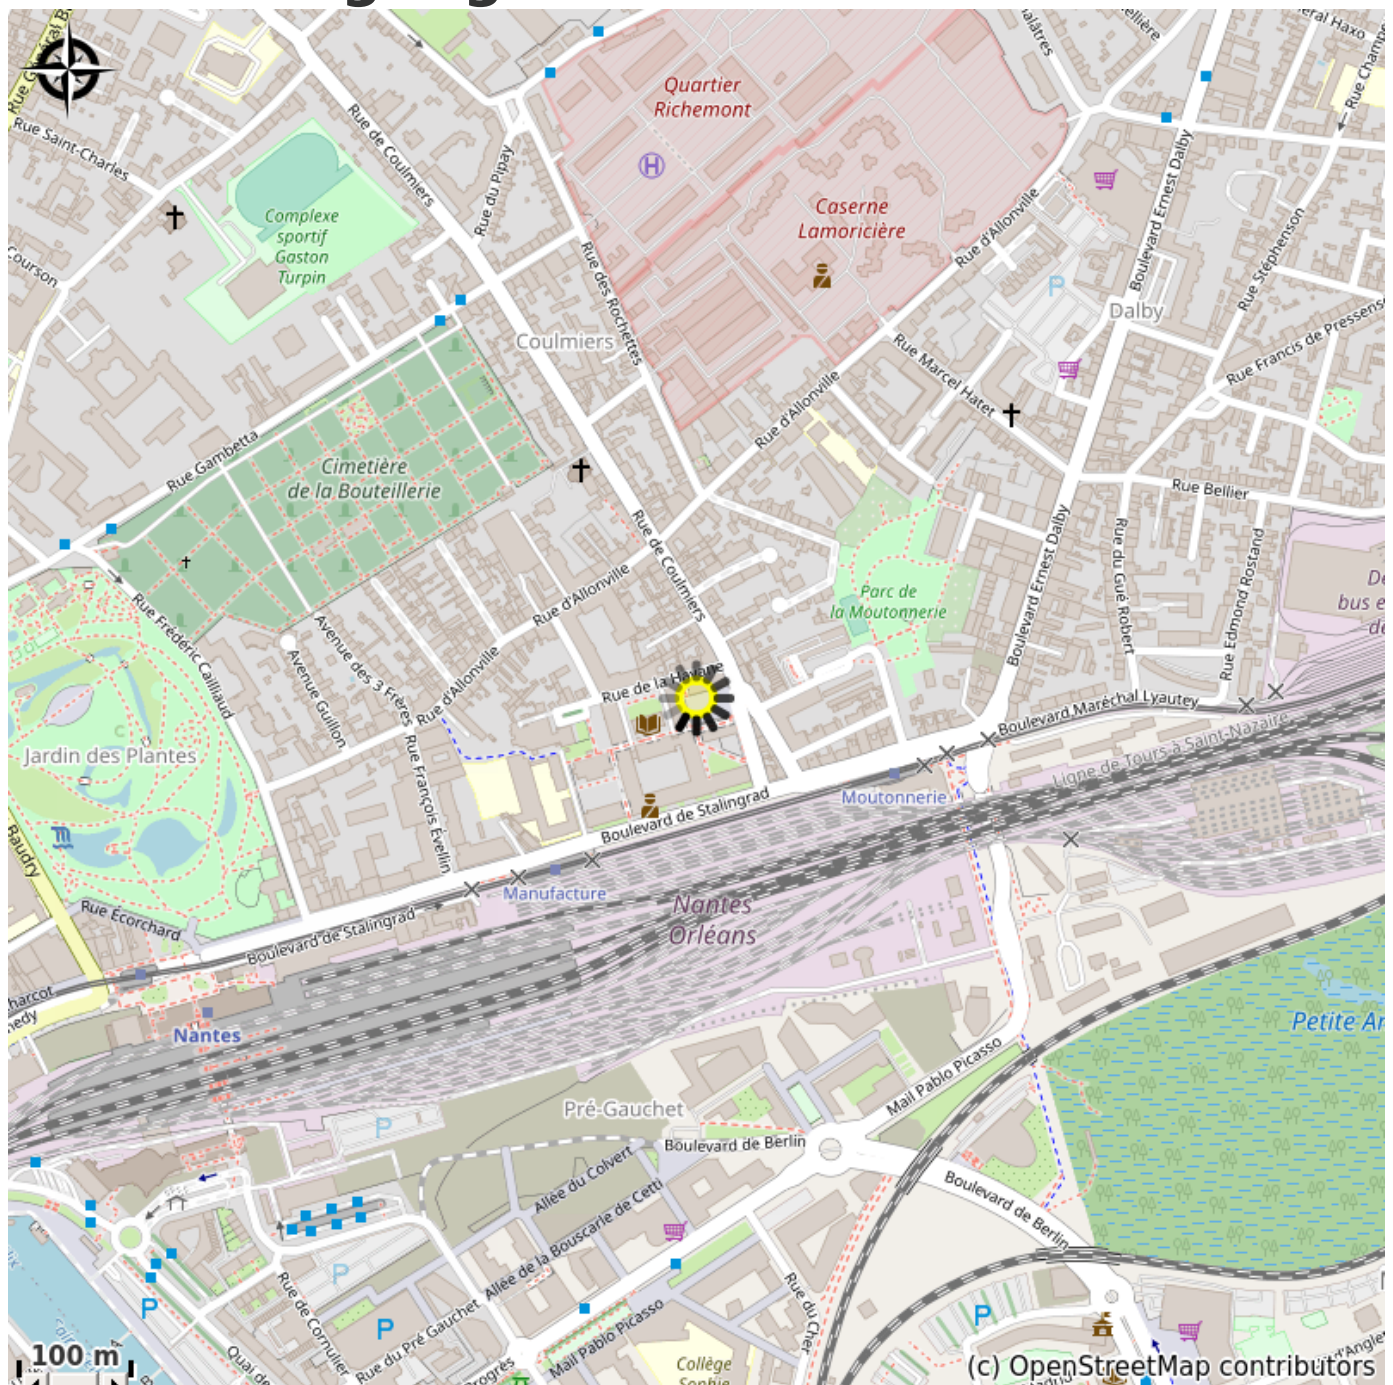 Rue Saint-Charles
Courson
Rue de Coulmiers
Rue du Pipay
Quartier
Richemont
Caserne
Lamoricière
Rue d'Allonville
Boulevard Ernest Dalby
Rue Stéphenson
Complexe
sportif
Gaston
Turpin
Rue des Rochettes
Coulmiers
Dalby
P
Rue Marcel Hatet
Rue Francis de Pressensé
Rue d'Allonville
Rue Gambetta
Cimetière
de la Bouteillerie
Rue Bellier
Rue de Coulmiers
Boulevard Ernest Dalby
Rue du Gué Robert
Rue Edmond Rostand
Rue d'Allonville
Parc de
la Moutonnerie
Rue Frédéric Cailliaud
Avenue des 3 Frères
Avenue Guillon
Rue d'Allonville
Rue de la Havane
Boulevard Maréchal Lyautey
Ligne de Tours à Saint-Nazaire
Jardin des Plantes
Rue François Évellin
Moutonnerie
Boulevard de Stalingrad
Baudry
Manufacture
Nantes
Orléans
Rue Écorchard
Boulevard de Stalingrad
Nantes
Mail Pablo Picasso
Pré-Gauchet
P
Boulevard de Berlin
Allée du Colvert
Allée de la Bouscarle de Cetti
Boulevard de Berlin
P
P
P
P
Rue de Cornulier
Rue du Pré Gauchet
Rue du Cher
Mail Pablo Picasso
Collège
100 m
(c) OpenStreetMap contributors